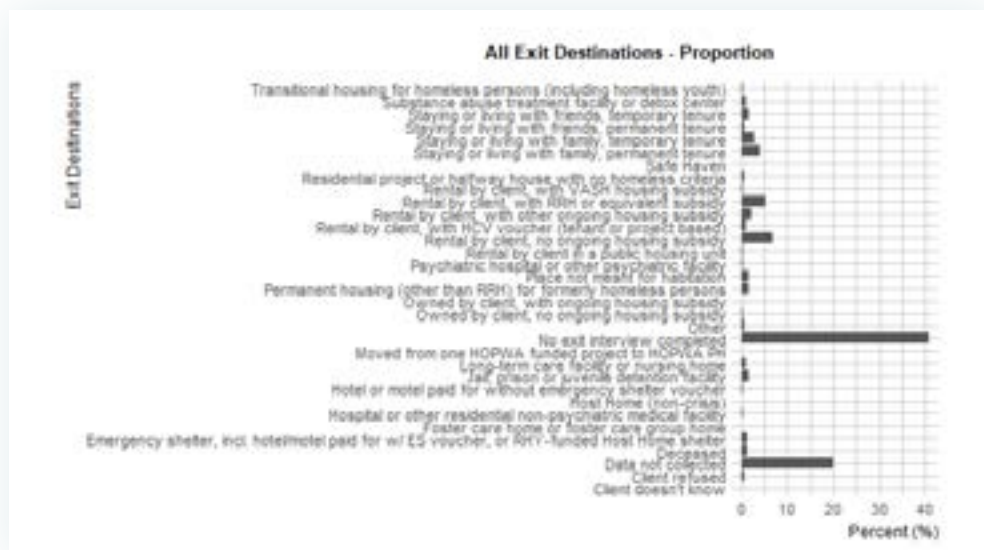 All Exit Destinations - Proportion
Exit Destinations
Transitional housing for homeless persons (including homeless youth)
Substance abuse treatment facility or detox center
Staying or living with friends, temporary tenure
Staying or living with friends, permanent tenure
Staying or living with family, temporary tenure
Staying or living with family, permanent tenure
Safe Haven
Residential project or halfway house with no homeless criteria
Rental by client, with VASH housing subsidy
Rental by client, with RRH or equivalent subsidy
Rental by client, with other ongoing housing subsidy
Rental by client, with HCV voucher (tenant or project based)
Rental by client, no ongoing housing subsidy
Rental by client in a public housing unit
Psychiatric hospital or other psychiatric facility
Place not meant for habitation
Permanent housing (other than RRH) for formerly homeless persons
Owned by client, with ongoing housing subsidy
Owned by client, no ongoing housing subsidy
Other
No exit interview completed
Moved from one HOPWA funded project to HOPWA PH
Long-term care facility or nursing home
Jail, prison or juvenile detention facility
Hotel or motel paid for without emergency shelter voucher
Host Home (non-crisis)
Hospital or other residential non-psychiatric medical facility
Foster care home or foster care group home
Emergency shelter, incl. hotel/motel paid for w/ ES voucher, or RHY-funded Host Home shelter
Deceased
Data not collected
Client refused
Client doesn't know
0 10 20 30 40
Percent (%)